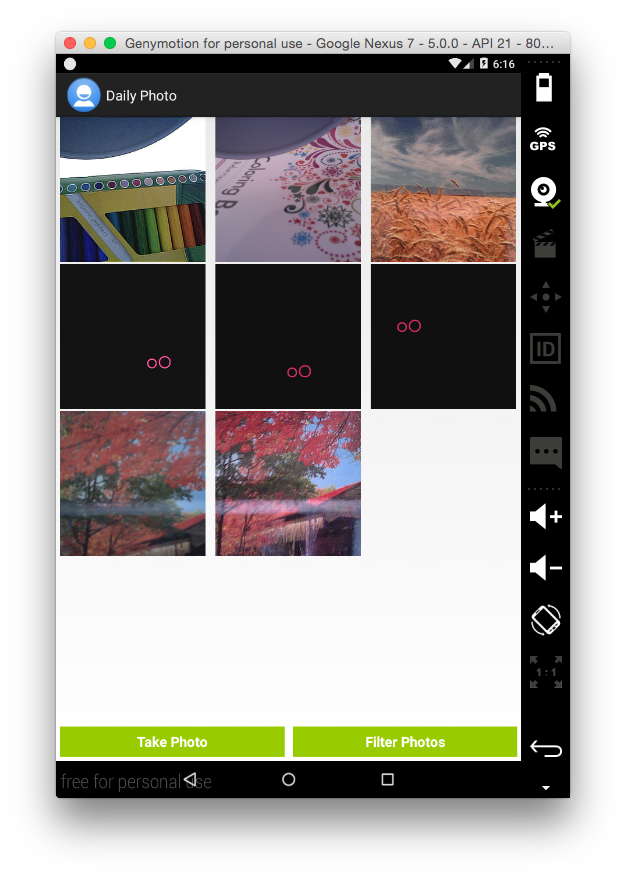 Genymotion for personal use - Google Nexus 7 - 5.0.0 - API 21 - 80...
6:16
Daily Photo
GPS
Coloring
ID
1:1
Take Photo
Filter Photos
free for personal use